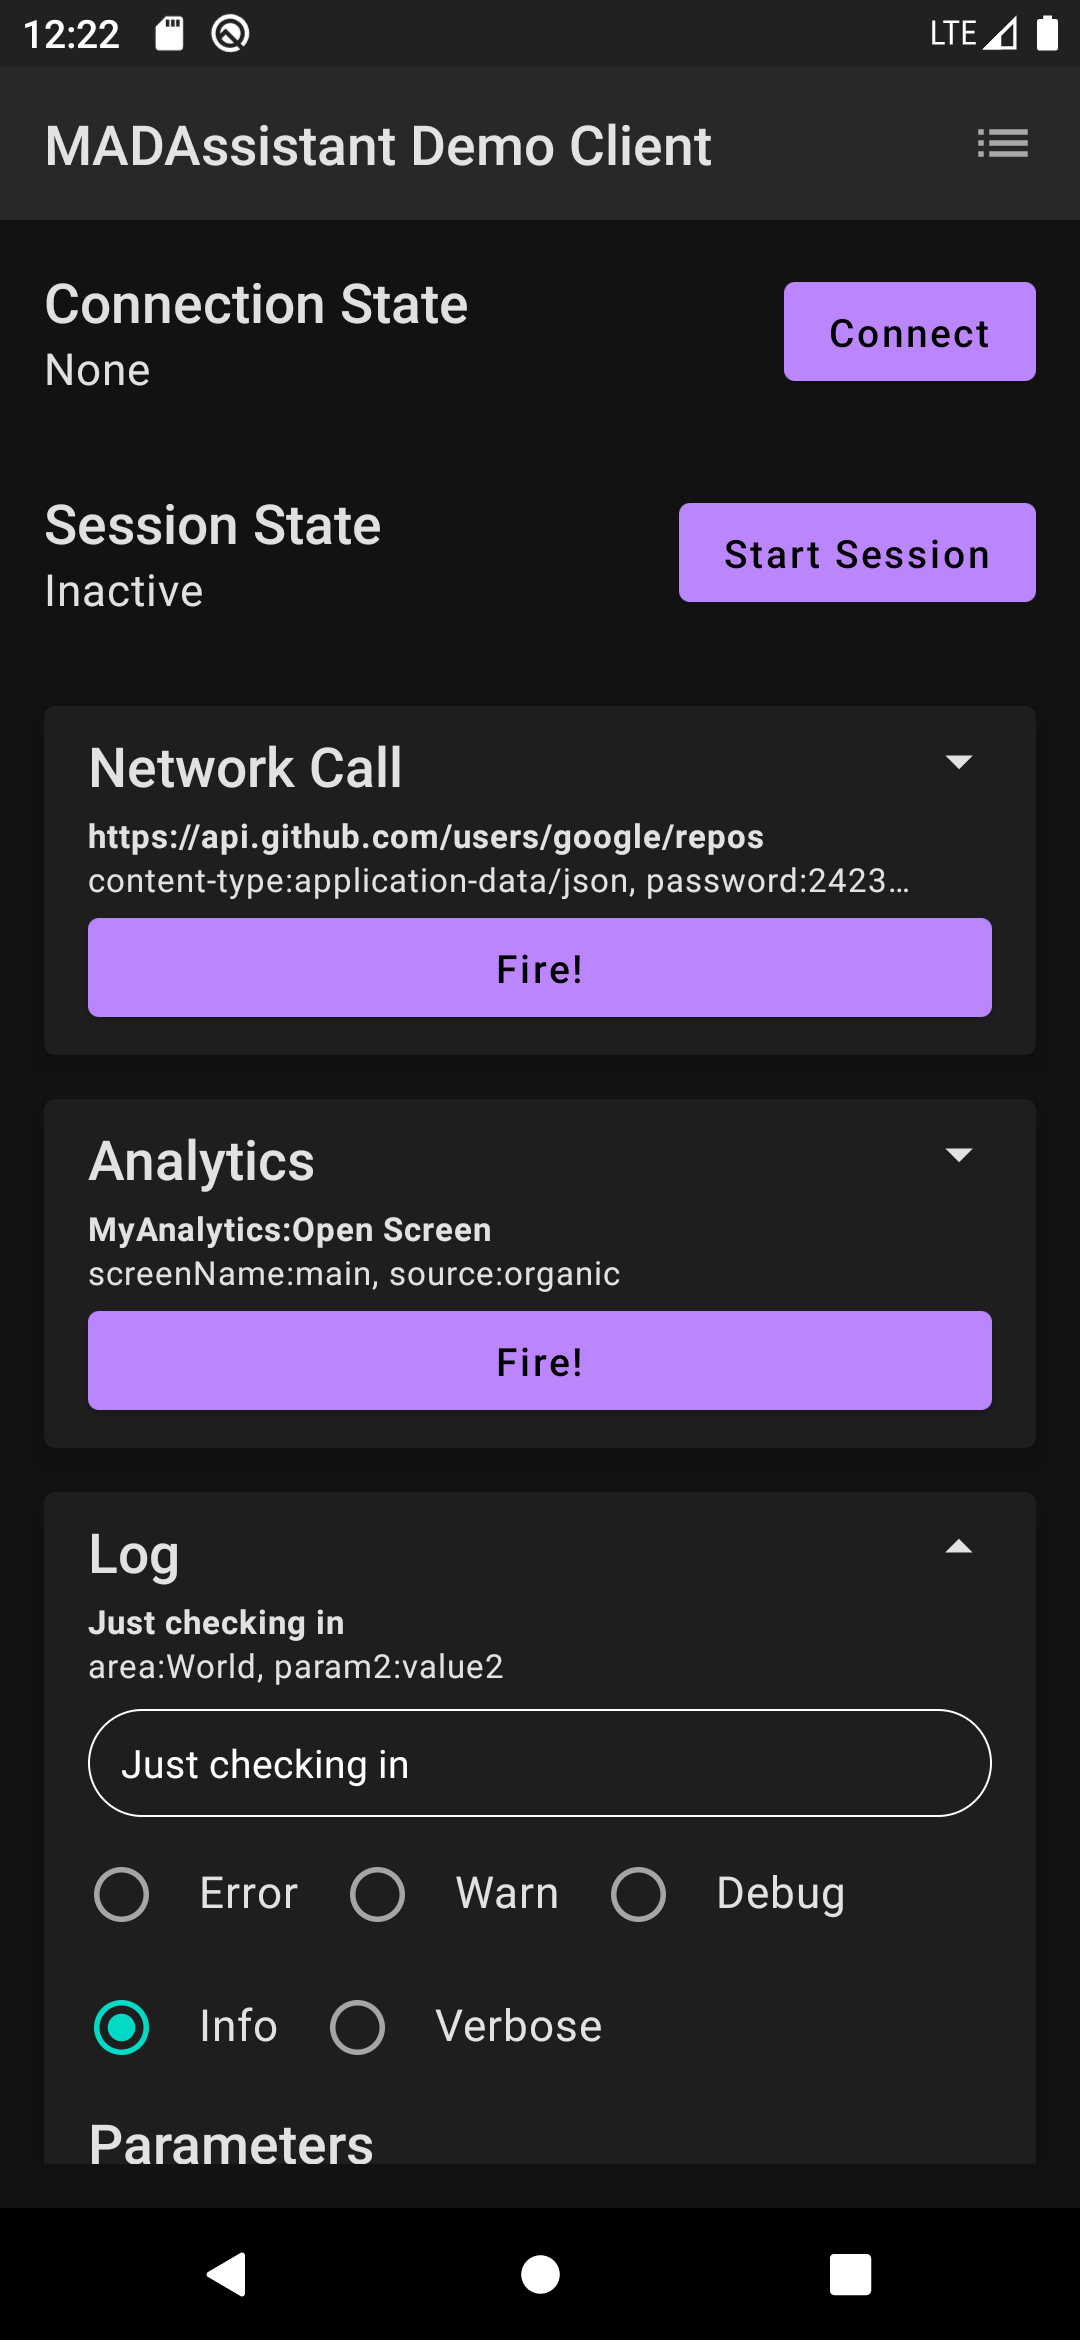 12:22 LTE
MADAssistant Demo Client
Connection State
None
Connect
Session State
Inactive
Start Session
Network Call
https://api.github.com/users/google/repos
content-type:application-data/json, password:2423…
Fire!
Analytics
MyAnalytics:Open Screen
screenName:main, source:organic
Fire!
Log
Just checking in
area:World, param2:value2
Just checking in
Error Warn Debug
Info Verbose
Parameters